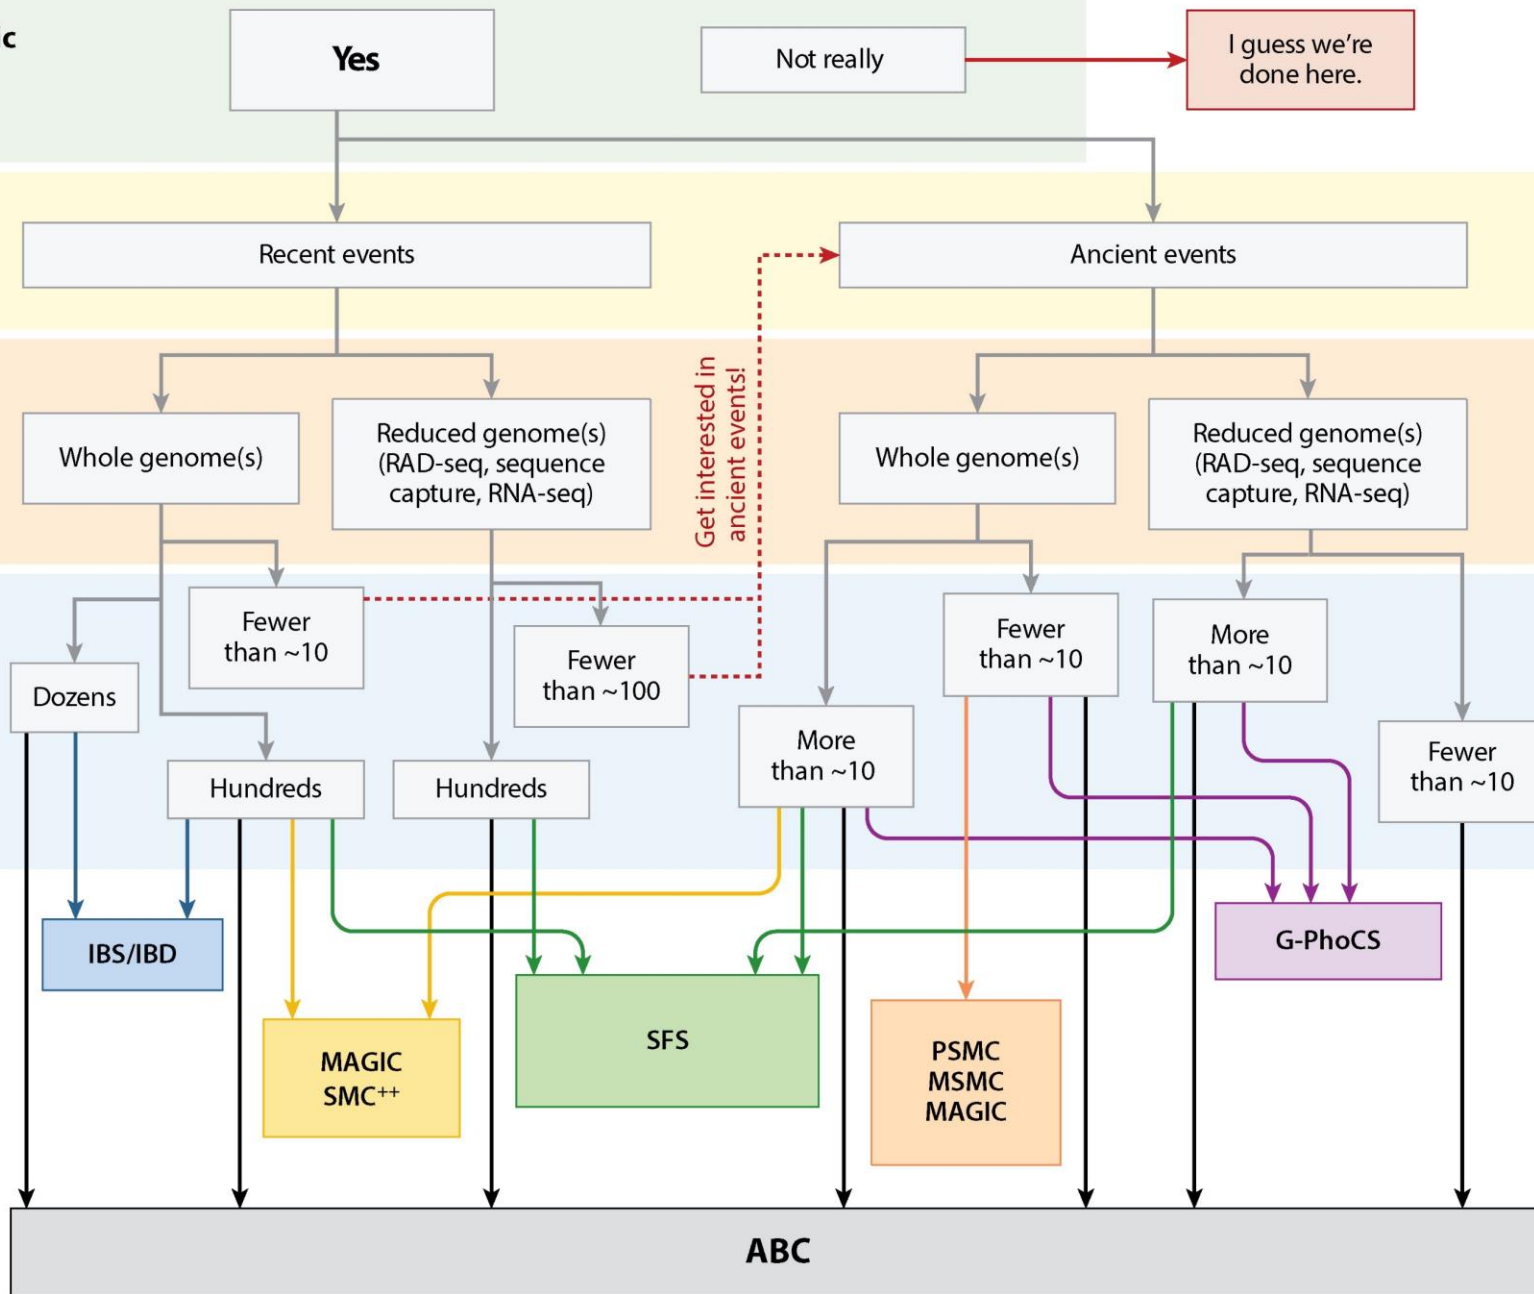 ic
Yes
Not really
I guess we're
done here.
Recent events
Ancient events
Get interested in
ancient events!
Whole genome(s)
Reduced genome(s)
(RAD-seq, sequence
capture, RNA-seq)
Whole genome(s)
Reduced genome(s)
(RAD-seq, sequence
capture, RNA-seq)
Fewer
than ~10
Dozens
Fewer
than ~100
Hundreds
Hundreds
Fewer
than ~10
More
than ~10
More
than ~10
Fewer
than ~10
IBS/IBD
MAGIC
SMC++
SFS
PSMC
MSMC
MAGIC
G-PhoCS
ABC